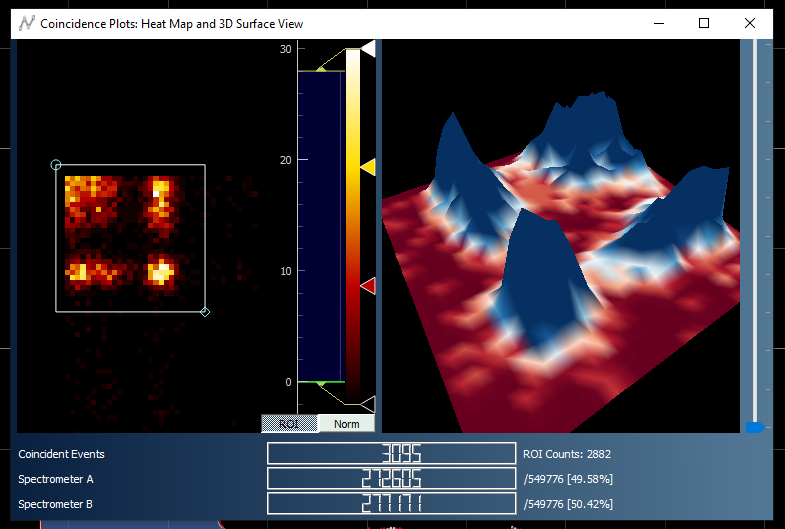 Coincidence Plots: Heat Map and 3D Surface View
30
20
10
0
ROI
Norm
Coincident Events 3095 ROI Counts: 2882
Spectrometer A 272605 /549776 [49.58%]
Spectrometer B 277171 /549776 [50.42%]